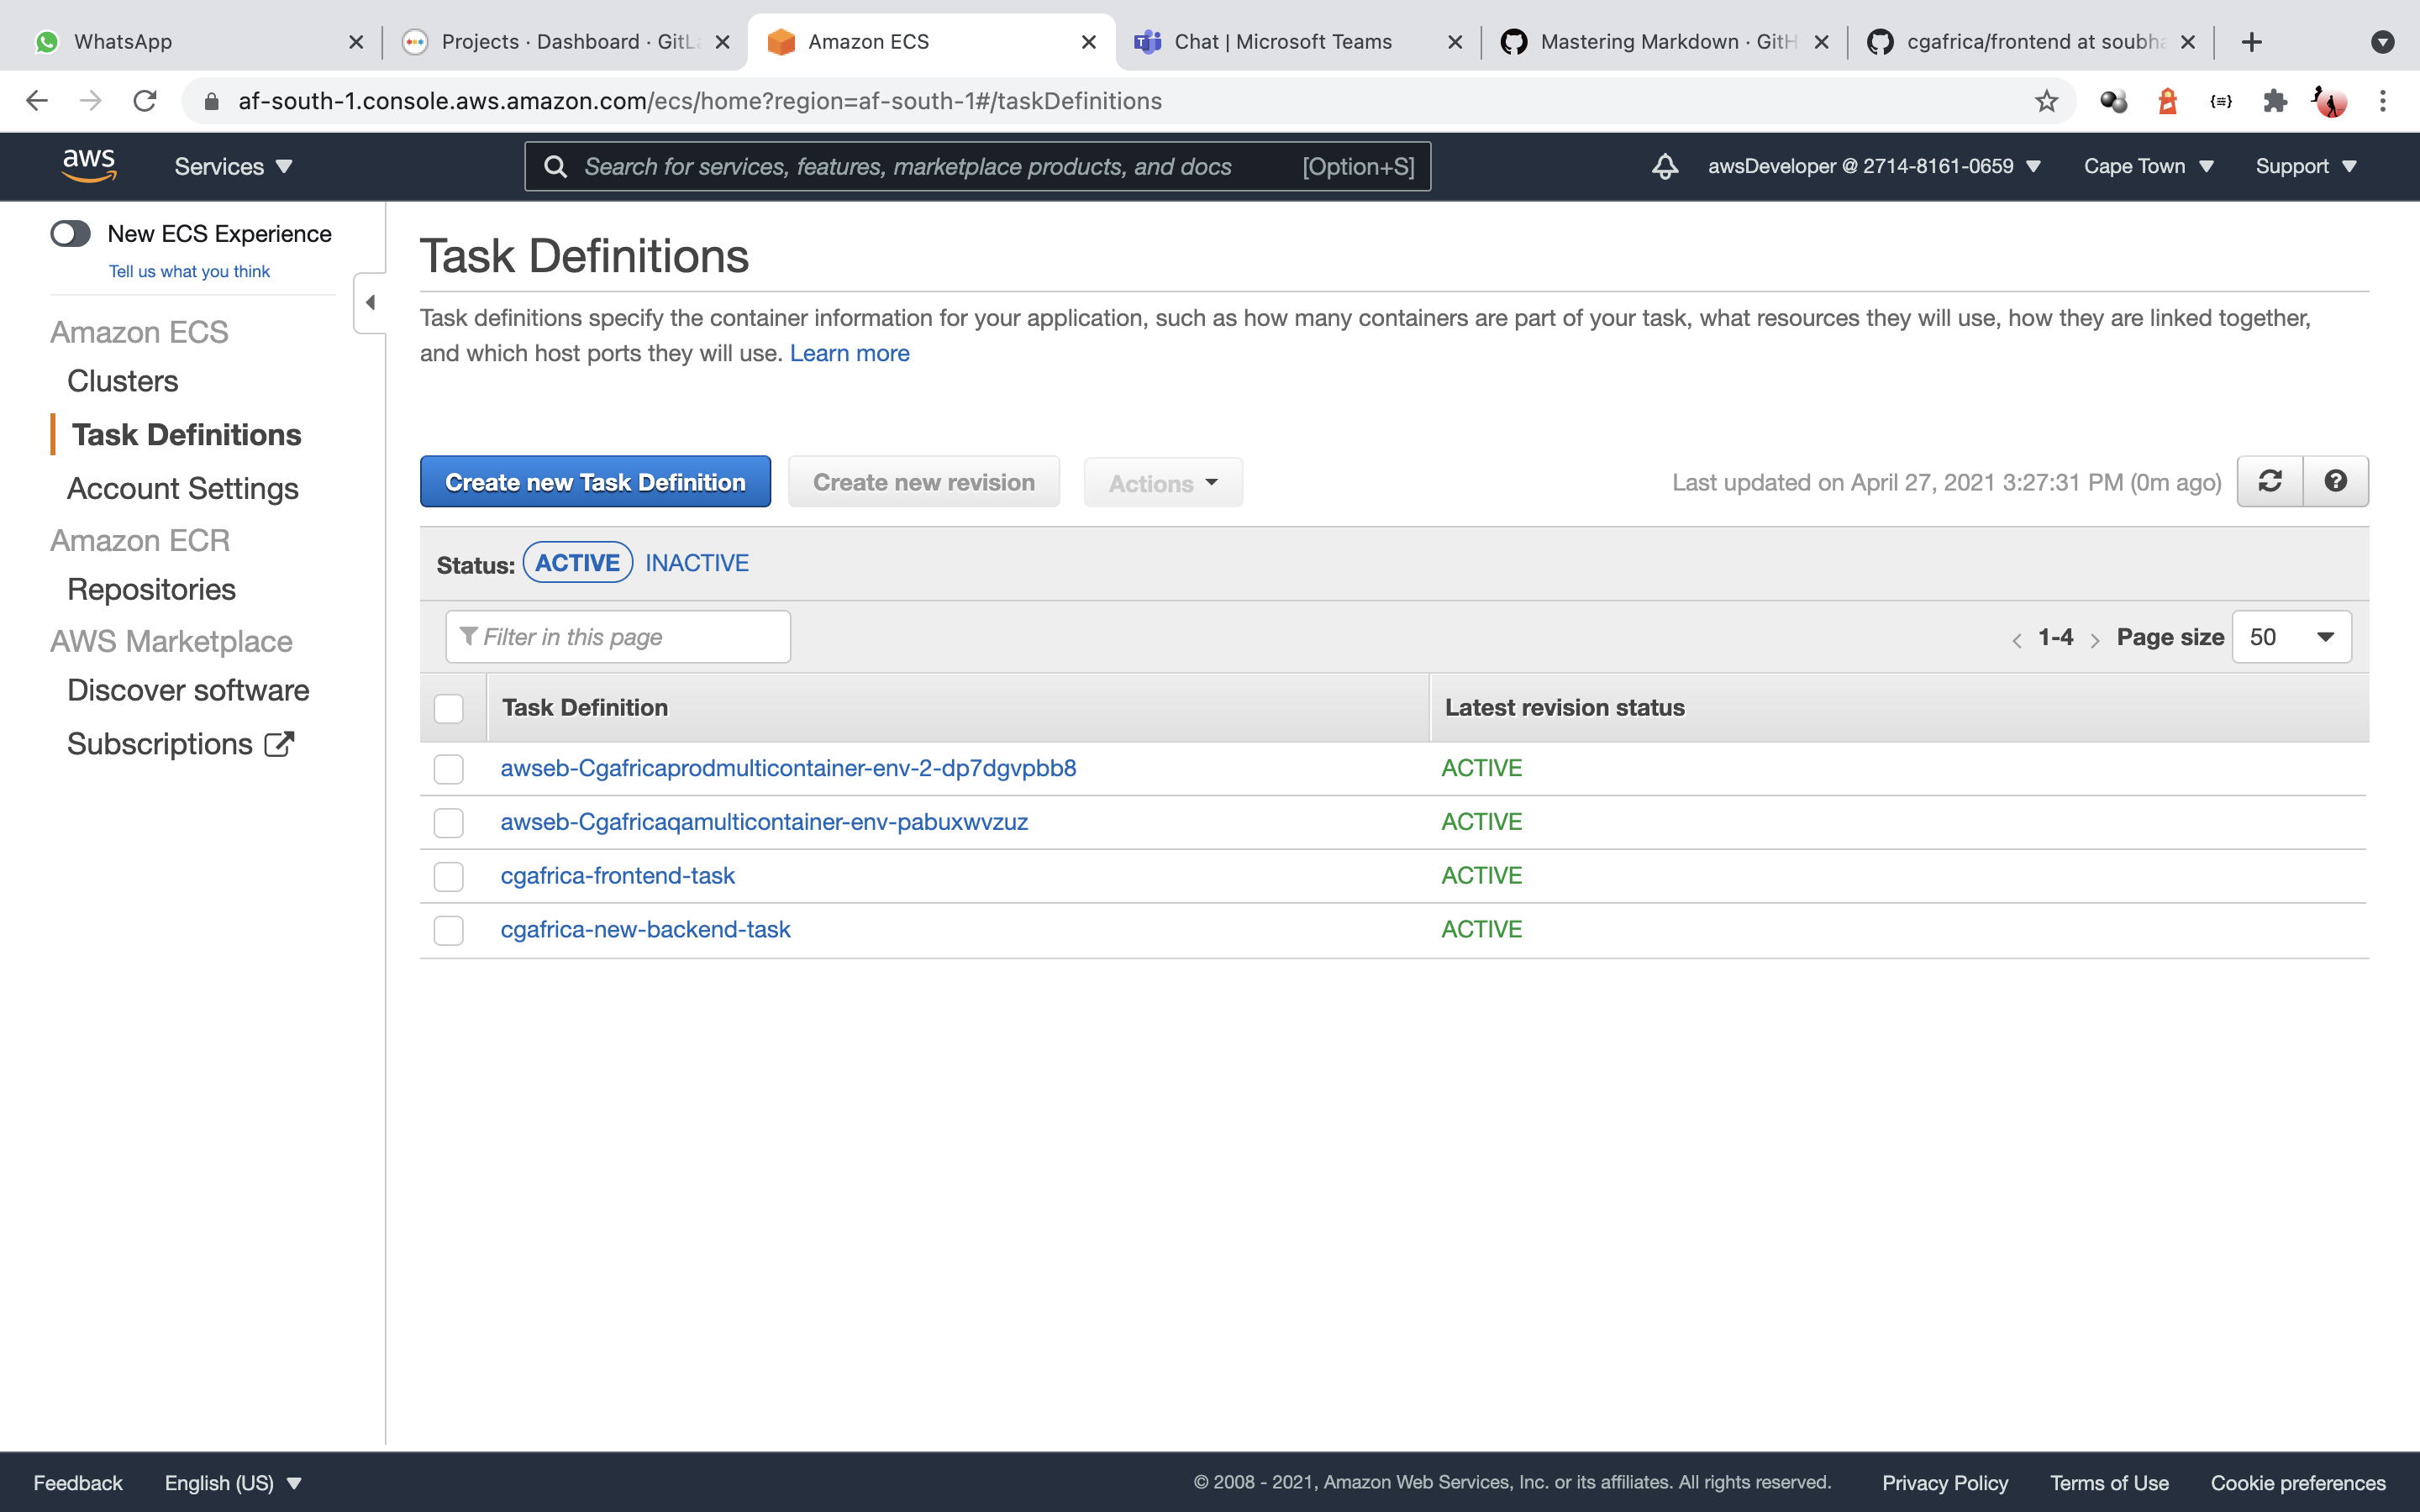 WhatsApp
Projects · Dashboard · GitL
Amazon ECS
Chat | Microsoft Teams
Mastering Markdown · GitH
cgafrica/frontend at soubha
af-south-1.console.aws.amazon.com/ecs/home?region=af-south-1#/taskDefinitions
aws
Services
Search for services, features, marketplace products, and docs
[Option+S]
awsDeveloper @ 2714-8161-0659
Cape Town
Support
New ECS Experience
Tell us what you think
Amazon ECS
Clusters
Task Definitions
Account Settings
Amazon ECR
Repositories
AWS Marketplace
Discover software
Subscriptions
Task Definitions
Task definitions specify the container information for your application, such as how many containers are part of your task, what resources they will use, how they are linked together,
and which host ports they will use. Learn more
Create new Task Definition
Create new revision
Actions
Last updated on April 27, 2021 3:27:31 PM (0m ago)
Status: ACTIVE INACTIVE
Filter in this page
1-4
Page size
50
Task Definition
Latest revision status
awseb-Cgafricaprodmulticontainer-env-2-dp7dgvpbb8
ACTIVE
awseb-Cgafricaqamulticontainer-env-pabuxwvzuz
ACTIVE
cgafrica-frontend-task
ACTIVE
cgafrica-new-backend-task
ACTIVE
Feedback
English (US)
© 2008 - 2021, Amazon Web Services, Inc. or its affiliates. All rights reserved.
Privacy Policy
Terms of Use
Cookie preferences